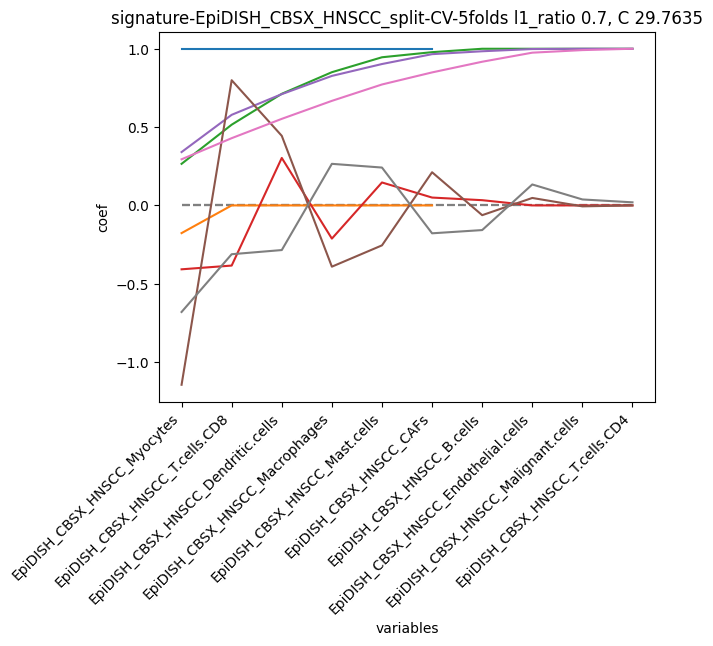 signature-EpiDISH_CBSX_HNSCC_split-CV-5folds l1_ratio 0.7, C 29.7635
1.0
0.5
0.0
−0.5
−1.0
coef
EpiDISH_CBSX_HNSCC_Myocytes
EpiDISH_CBSX_HNSCC_T.cells.CD8
EpiDISH_CBSX_HNSCC_Dendritic.cells
EpiDISH_CBSX_HNSCC_Macrophages
EpiDISH_CBSX_HNSCC_Mast.cells
EpiDISH_CBSX_HNSCC_CAFs
EpiDISH_CBSX_HNSCC_B.cells
EpiDISH_CBSX_HNSCC_Endothelial.cells
EpiDISH_CBSX_HNSCC_Malignant.cells
EpiDISH_CBSX_HNSCC_T.cells.CD4
variables